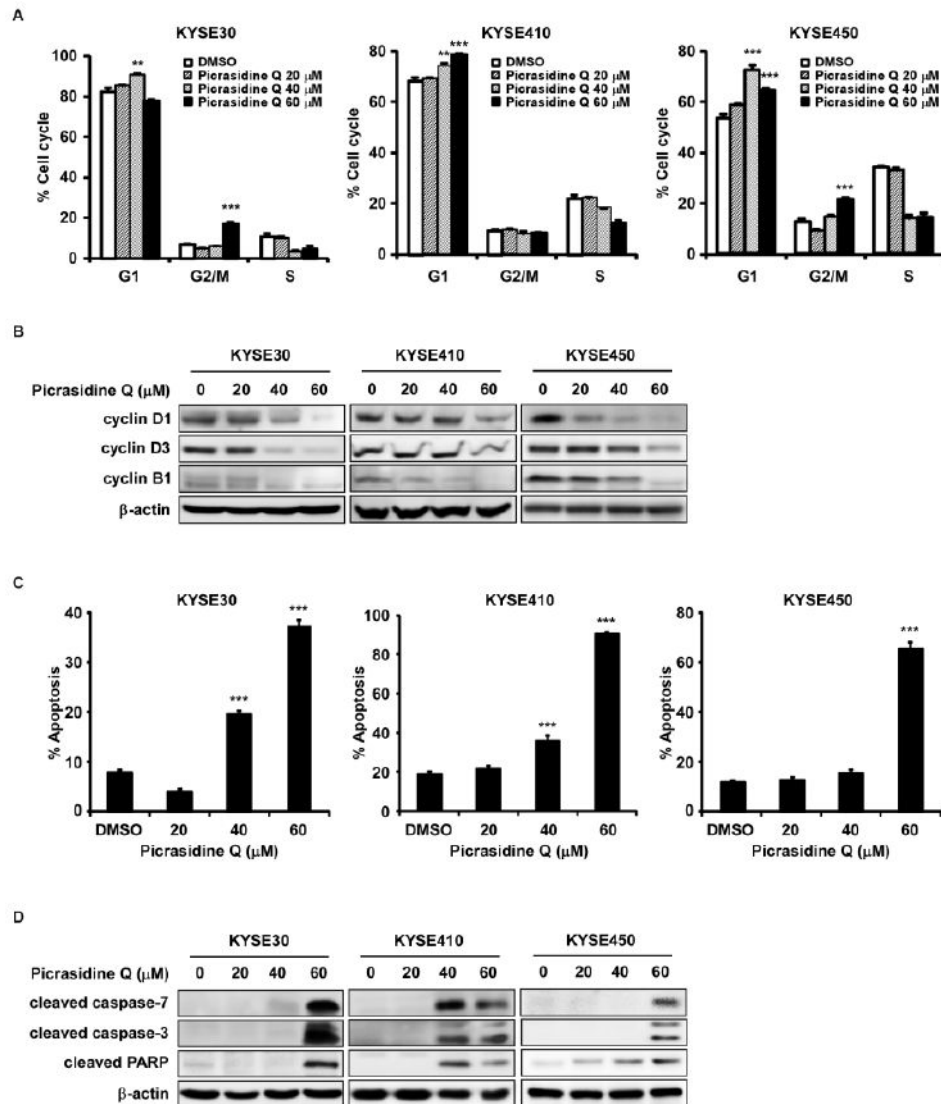 A
KYSE30
KYSE410
KYSE450
% Cell cycle
100
80
60
40
20
0
DMSO
Picrasidine Q 20 μM
Picrasidine Q 40 μM
Picrasidine Q 60 μM
**
***
G1 G2/M S
% Cell cycle
80
60
40
20
0
DMSO
Picrasidine Q 20 μM
Picrasidine Q 40 μM
Picrasidine Q 60 μM
**
***
G1 G2/M S
% Cell cycle
80
60
40
20
0
DMSO
Picrasidine Q 20 μM
Picrasidine Q 40 μM
Picrasidine Q 60 μM
***
***
***
G1 G2/M S
B
KYSE30 KYSE410 KYSE450
Picrasidine Q (μM) 0 20 40 60 0 20 40 60 0 20 40 60
cyclin D1
cyclin D3
cyclin B1
β-actin
C
KYSE30
% Apoptosis
40
30
20
10
0
***
***
DMSO 20 40 60
Picrasidine Q (μM)
KYSE410
% Apoptosis
100
80
60
40
20
0
***
***
DMSO 20 40 60
Picrasidine Q (μM)
KYSE450
% Apoptosis
80
60
40
20
0
***
DMSO 20 40 60
Picrasidine Q (μM)
D
KYSE30 KYSE410 KYSE450
Picrasidine Q (μM) 0 20 40 60 0 20 40 60 0 20 40 60
cleaved caspase-7
cleaved caspase-3
cleaved PARP
β-actin